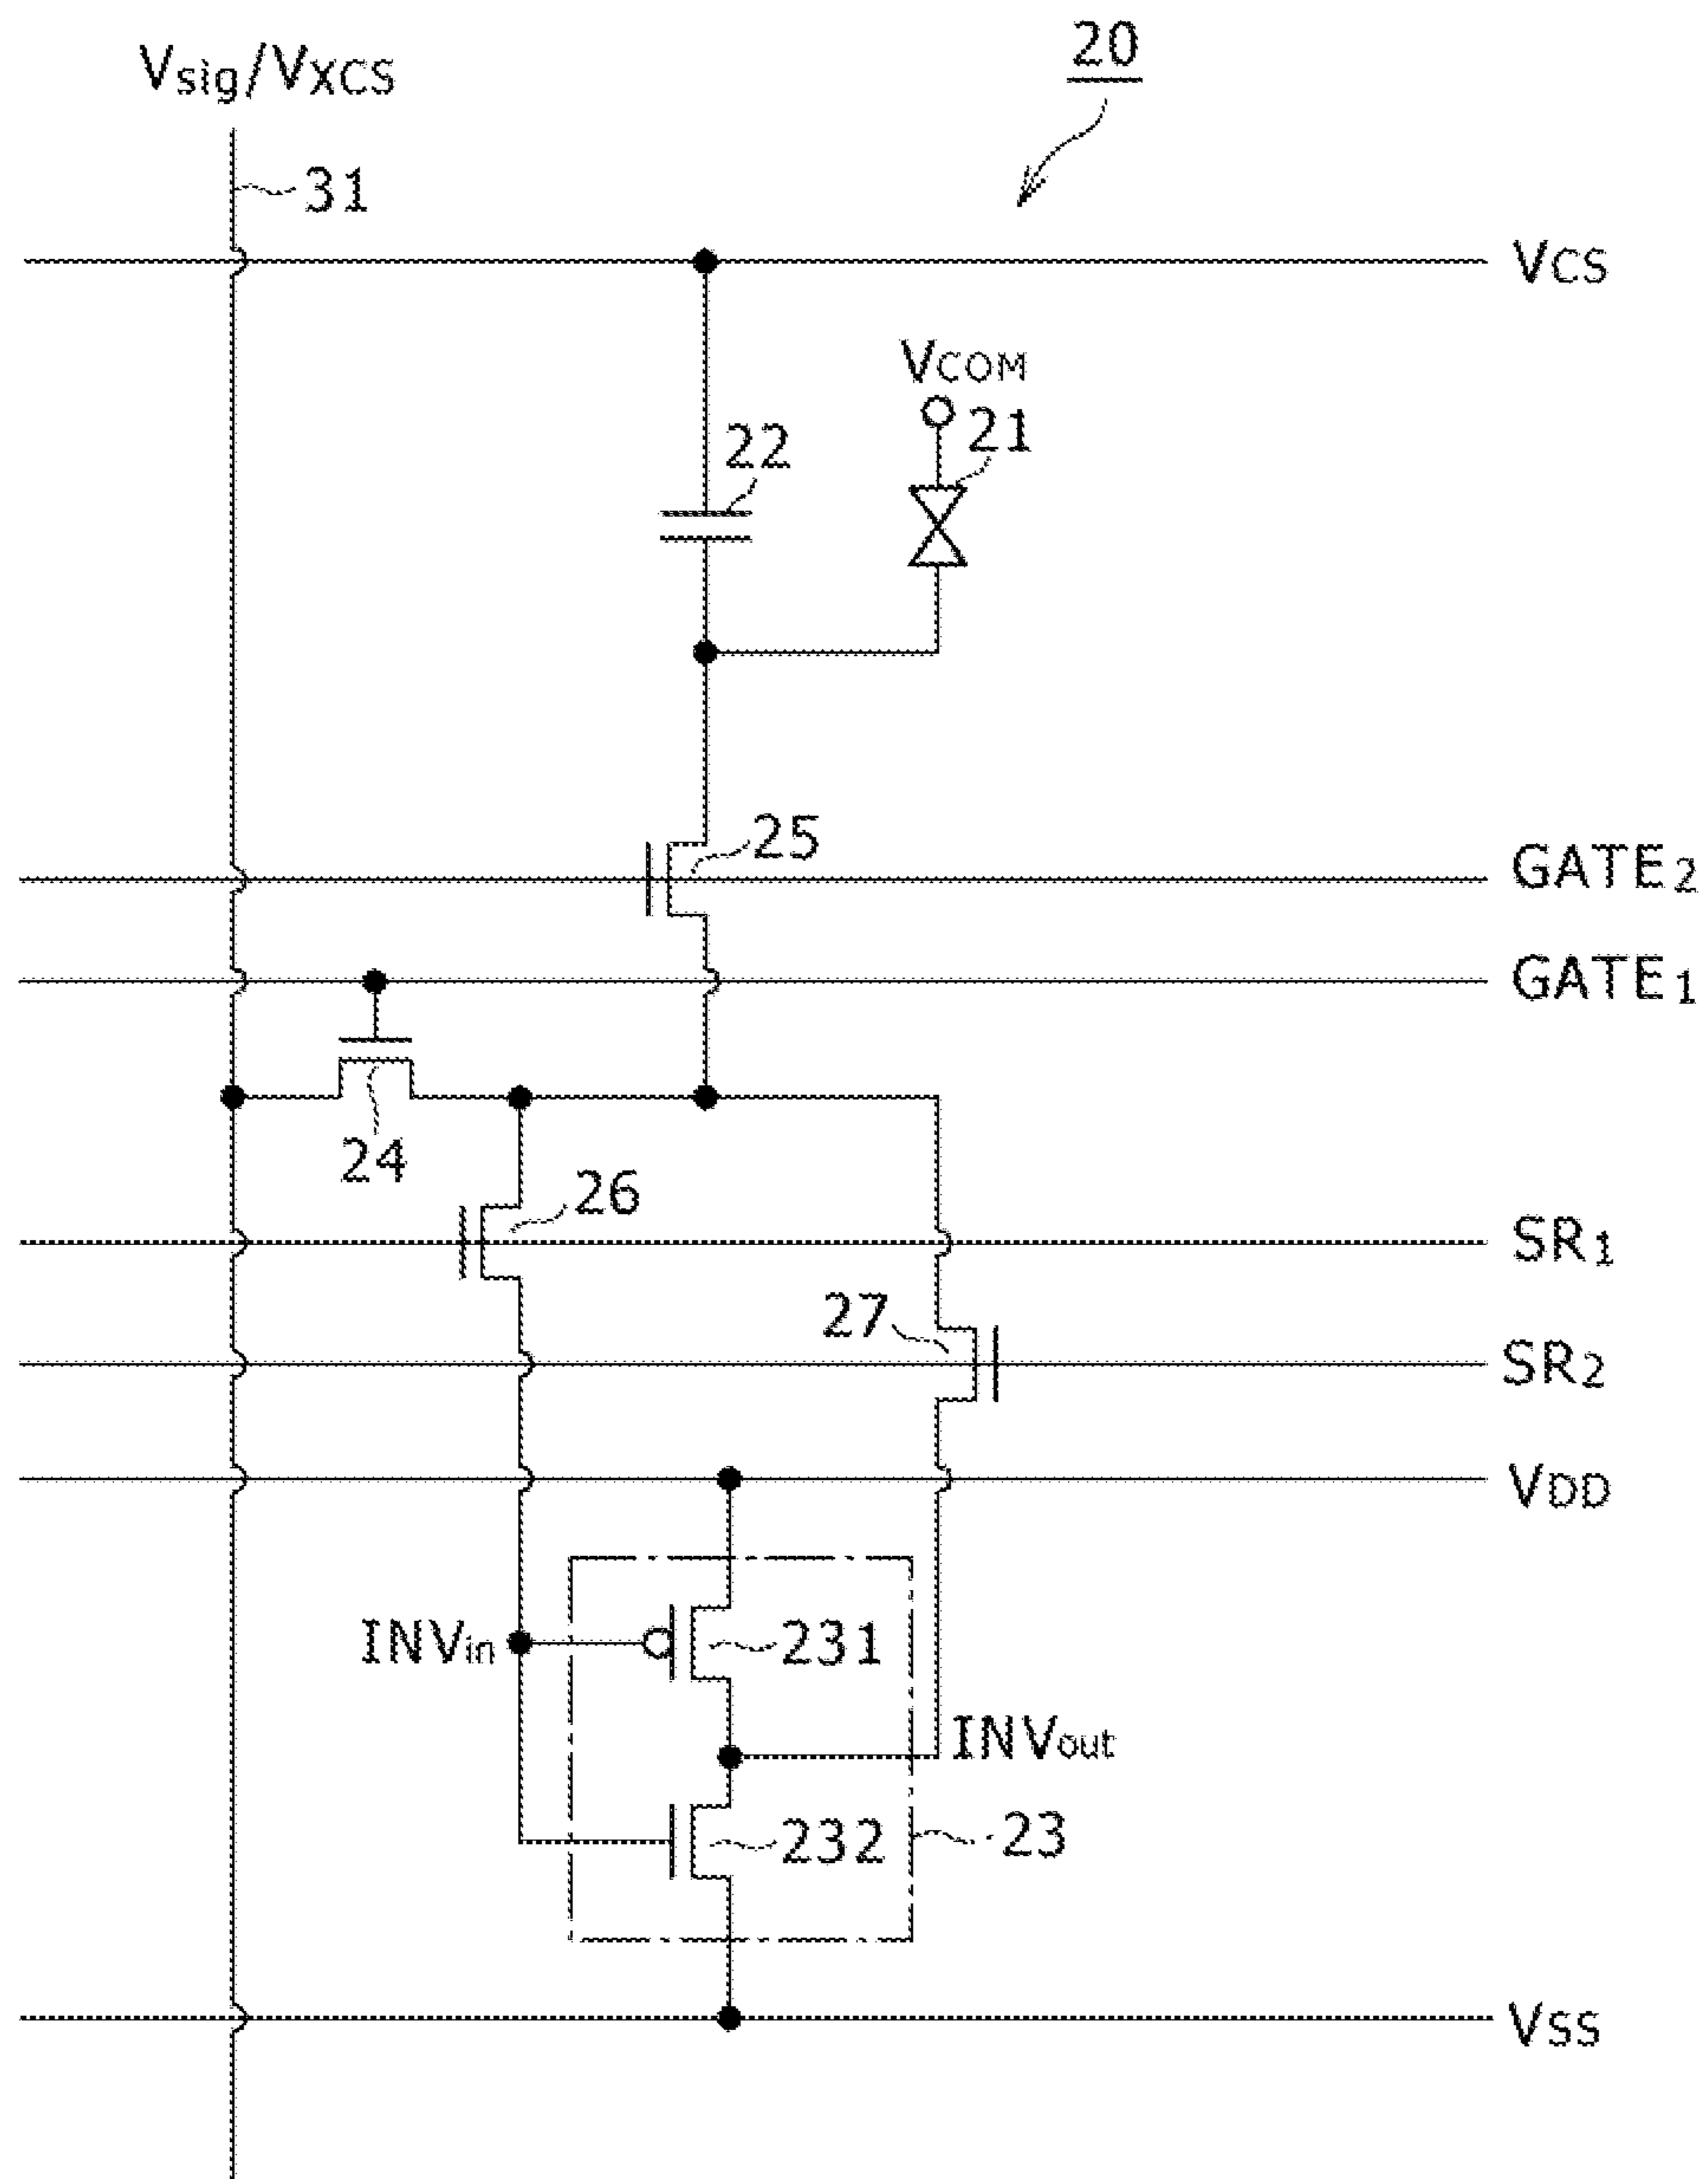 20
Vsig/VXCS
31
VCS
VCOM
21
22
25
GATE2
GATE1
24
26
SR1
27
SR2
VDD
INVin
231
INVout
232
23
VSS